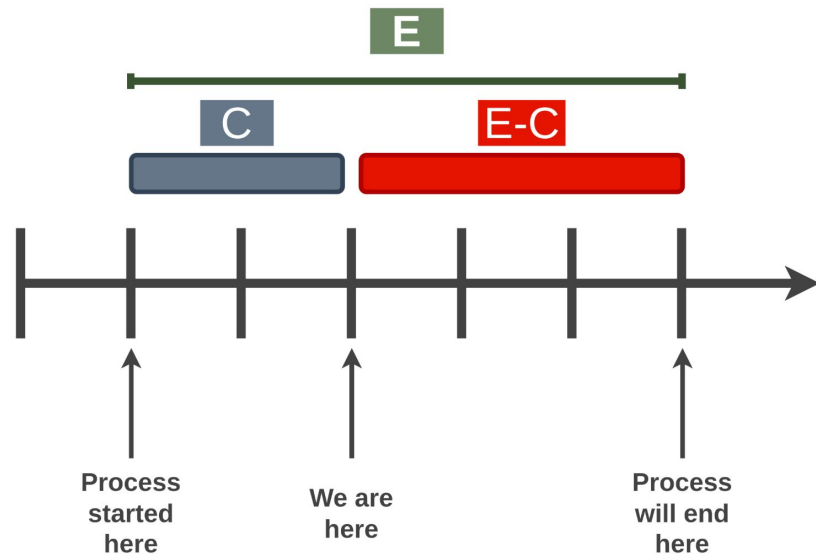 E
C
E-C
Process
started
here
We are
here
Process
will end
here